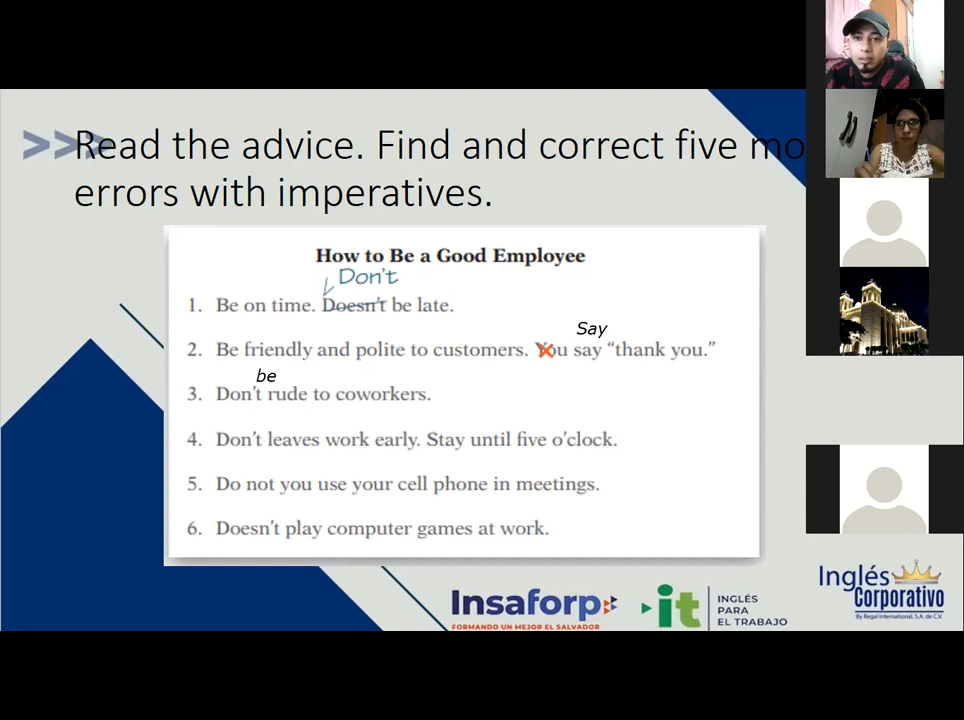 >>>
Read the advice. Find and correct five mo
errors with imperatives.
How to Be a Good Employee
Don't
1. Be on time. Doesn't be late.
Say
2. Be friendly and polite to customers. You say “thank you.”
be
3. Don't rude to coworkers.
4. Don't leaves work early. Stay until five o'clock.
5. Do not you use your cell phone in meetings.
6. Doesn't play computer games at work.
Insaforp
FORMANDO UN MEJOR EL SALVADOR
it
INGLÉS
PARA
EL TRABAJO
Inglés
Corporativo
By Regal International, S.A. de C.V.